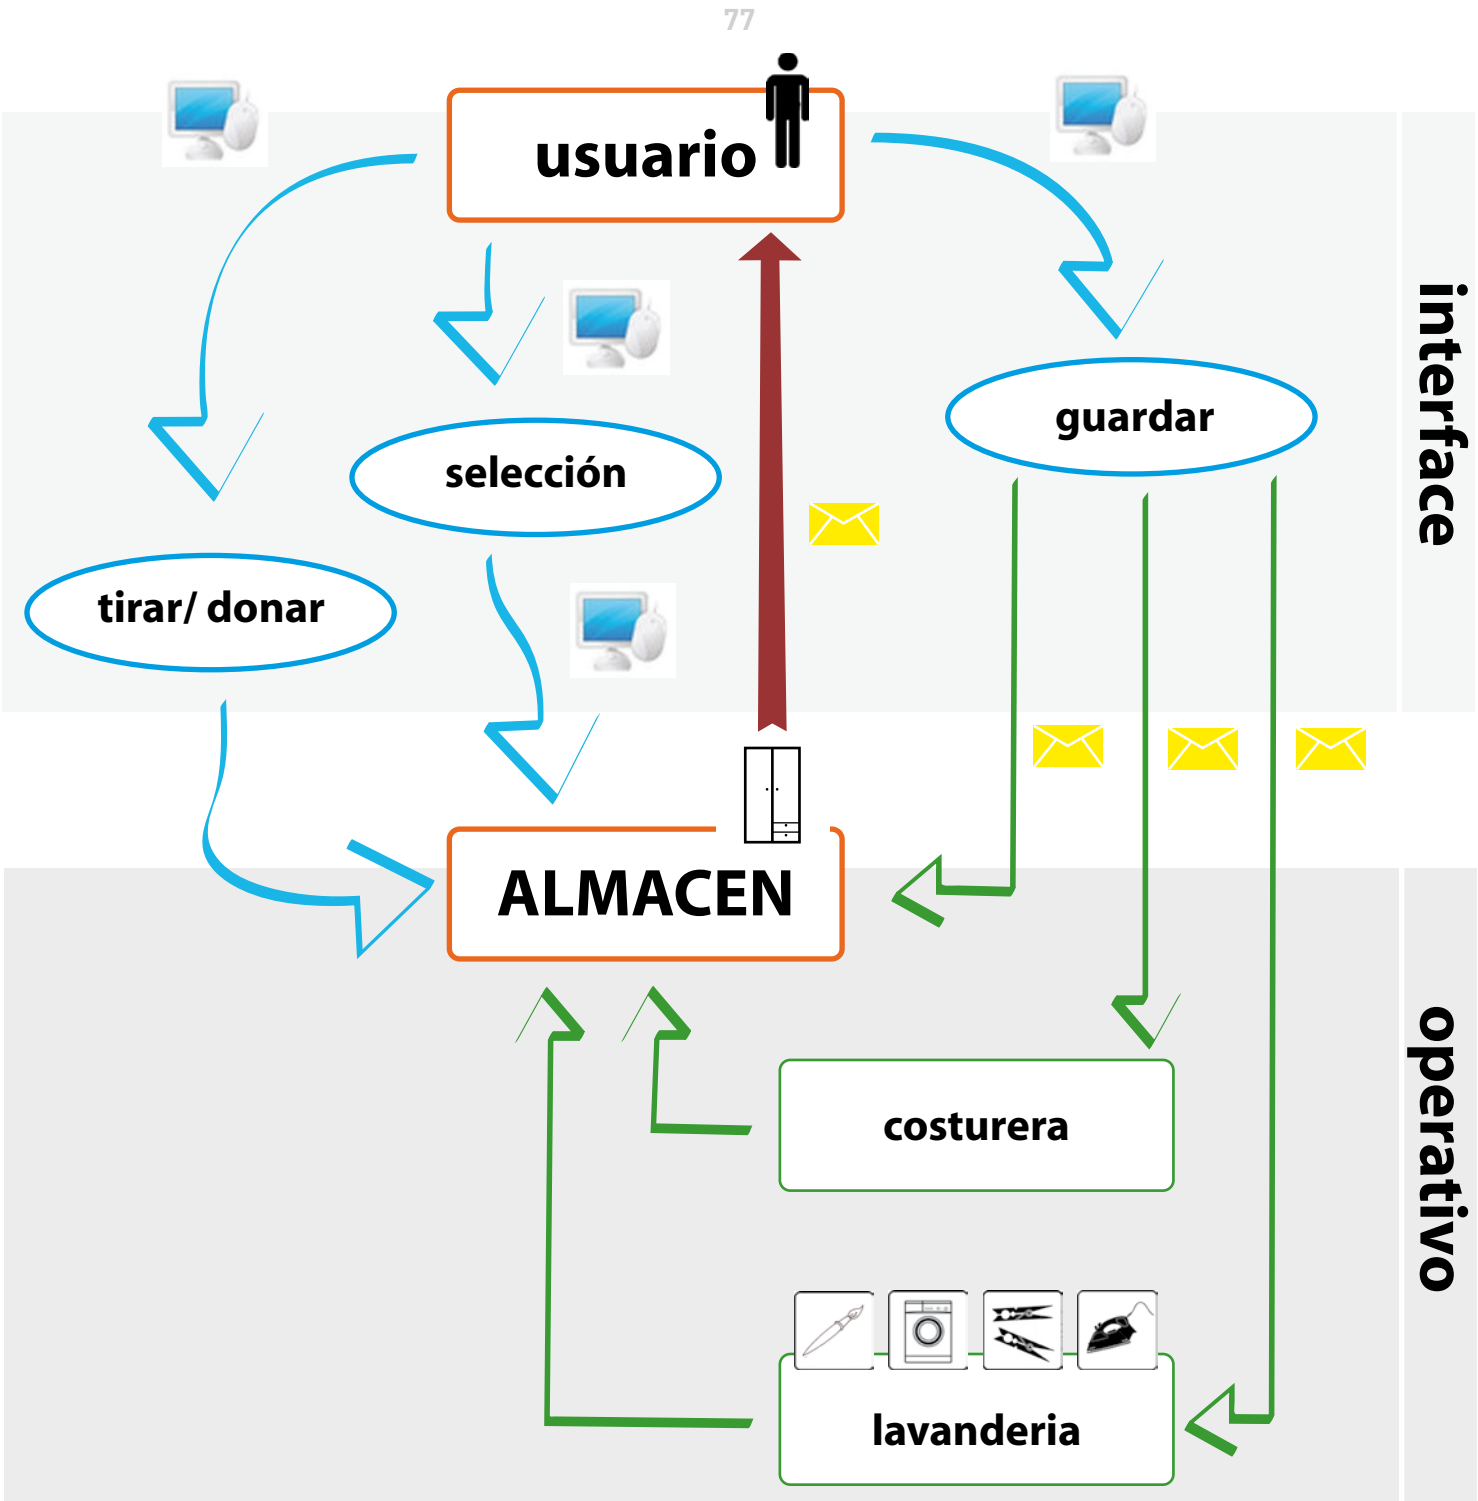 77
usuario
interface
guardar
selección
tirar/ donar
ALMACEN
operativo
costurera
lavanderia